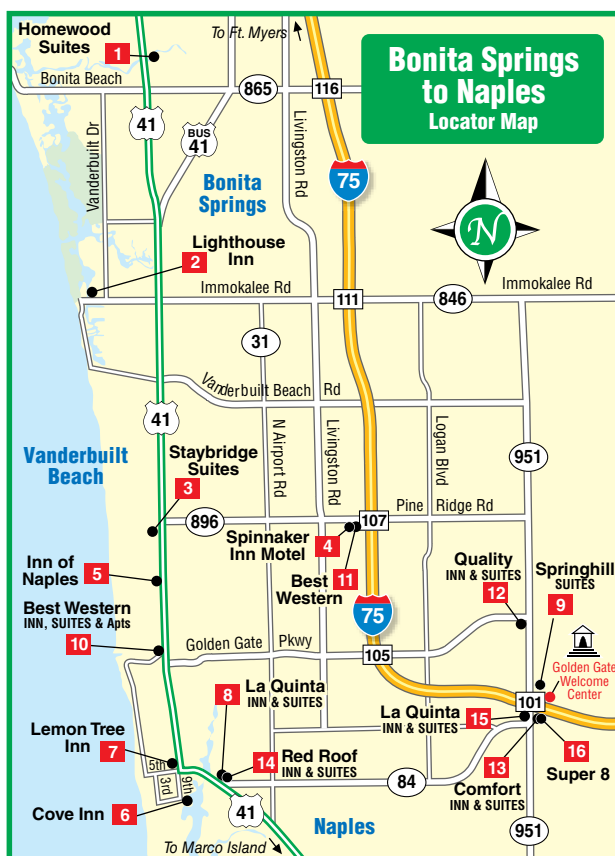 Homewood
Suites
1
To Ft. Myers
Bonita Springs
to Naples
Locator Map
Bonita Beach
865
116
41
BUS
41
Vanderbuilt Dr
Livingston Rd
75
Bonita
Springs
N
Lighthouse
Inn
2
Immokalee Rd
111
846
Immokalee Rd
31
Vanderbuilt Beach Rd
41
N Airport Rd
Livingston Rd
Logan Blvd
951
Vanderbuilt
Beach
Staybridge
Suites
3
896
Pine Ridge Rd
107
Spinnaker
Inn Motel
4
11
Best
Western
Inn of
Naples
5
Quality
INN & SUITES
12
Springhill
SUITES
9
75
Best Western
INN, SUITES & Apts
10
Golden Gate Pkwy
105
Golden Gate
Welcome
Center
101
8
La Quinta
INN & SUITES
La Quinta
INN & SUITES
15
Lemon Tree
Inn
7
5th
3rd
9th
14
Red Roof
INN & SUITES
84
13
Comfort
INN & SUITES
16
Super 8
Cove Inn
6
41
Naples
951
To Marco Island